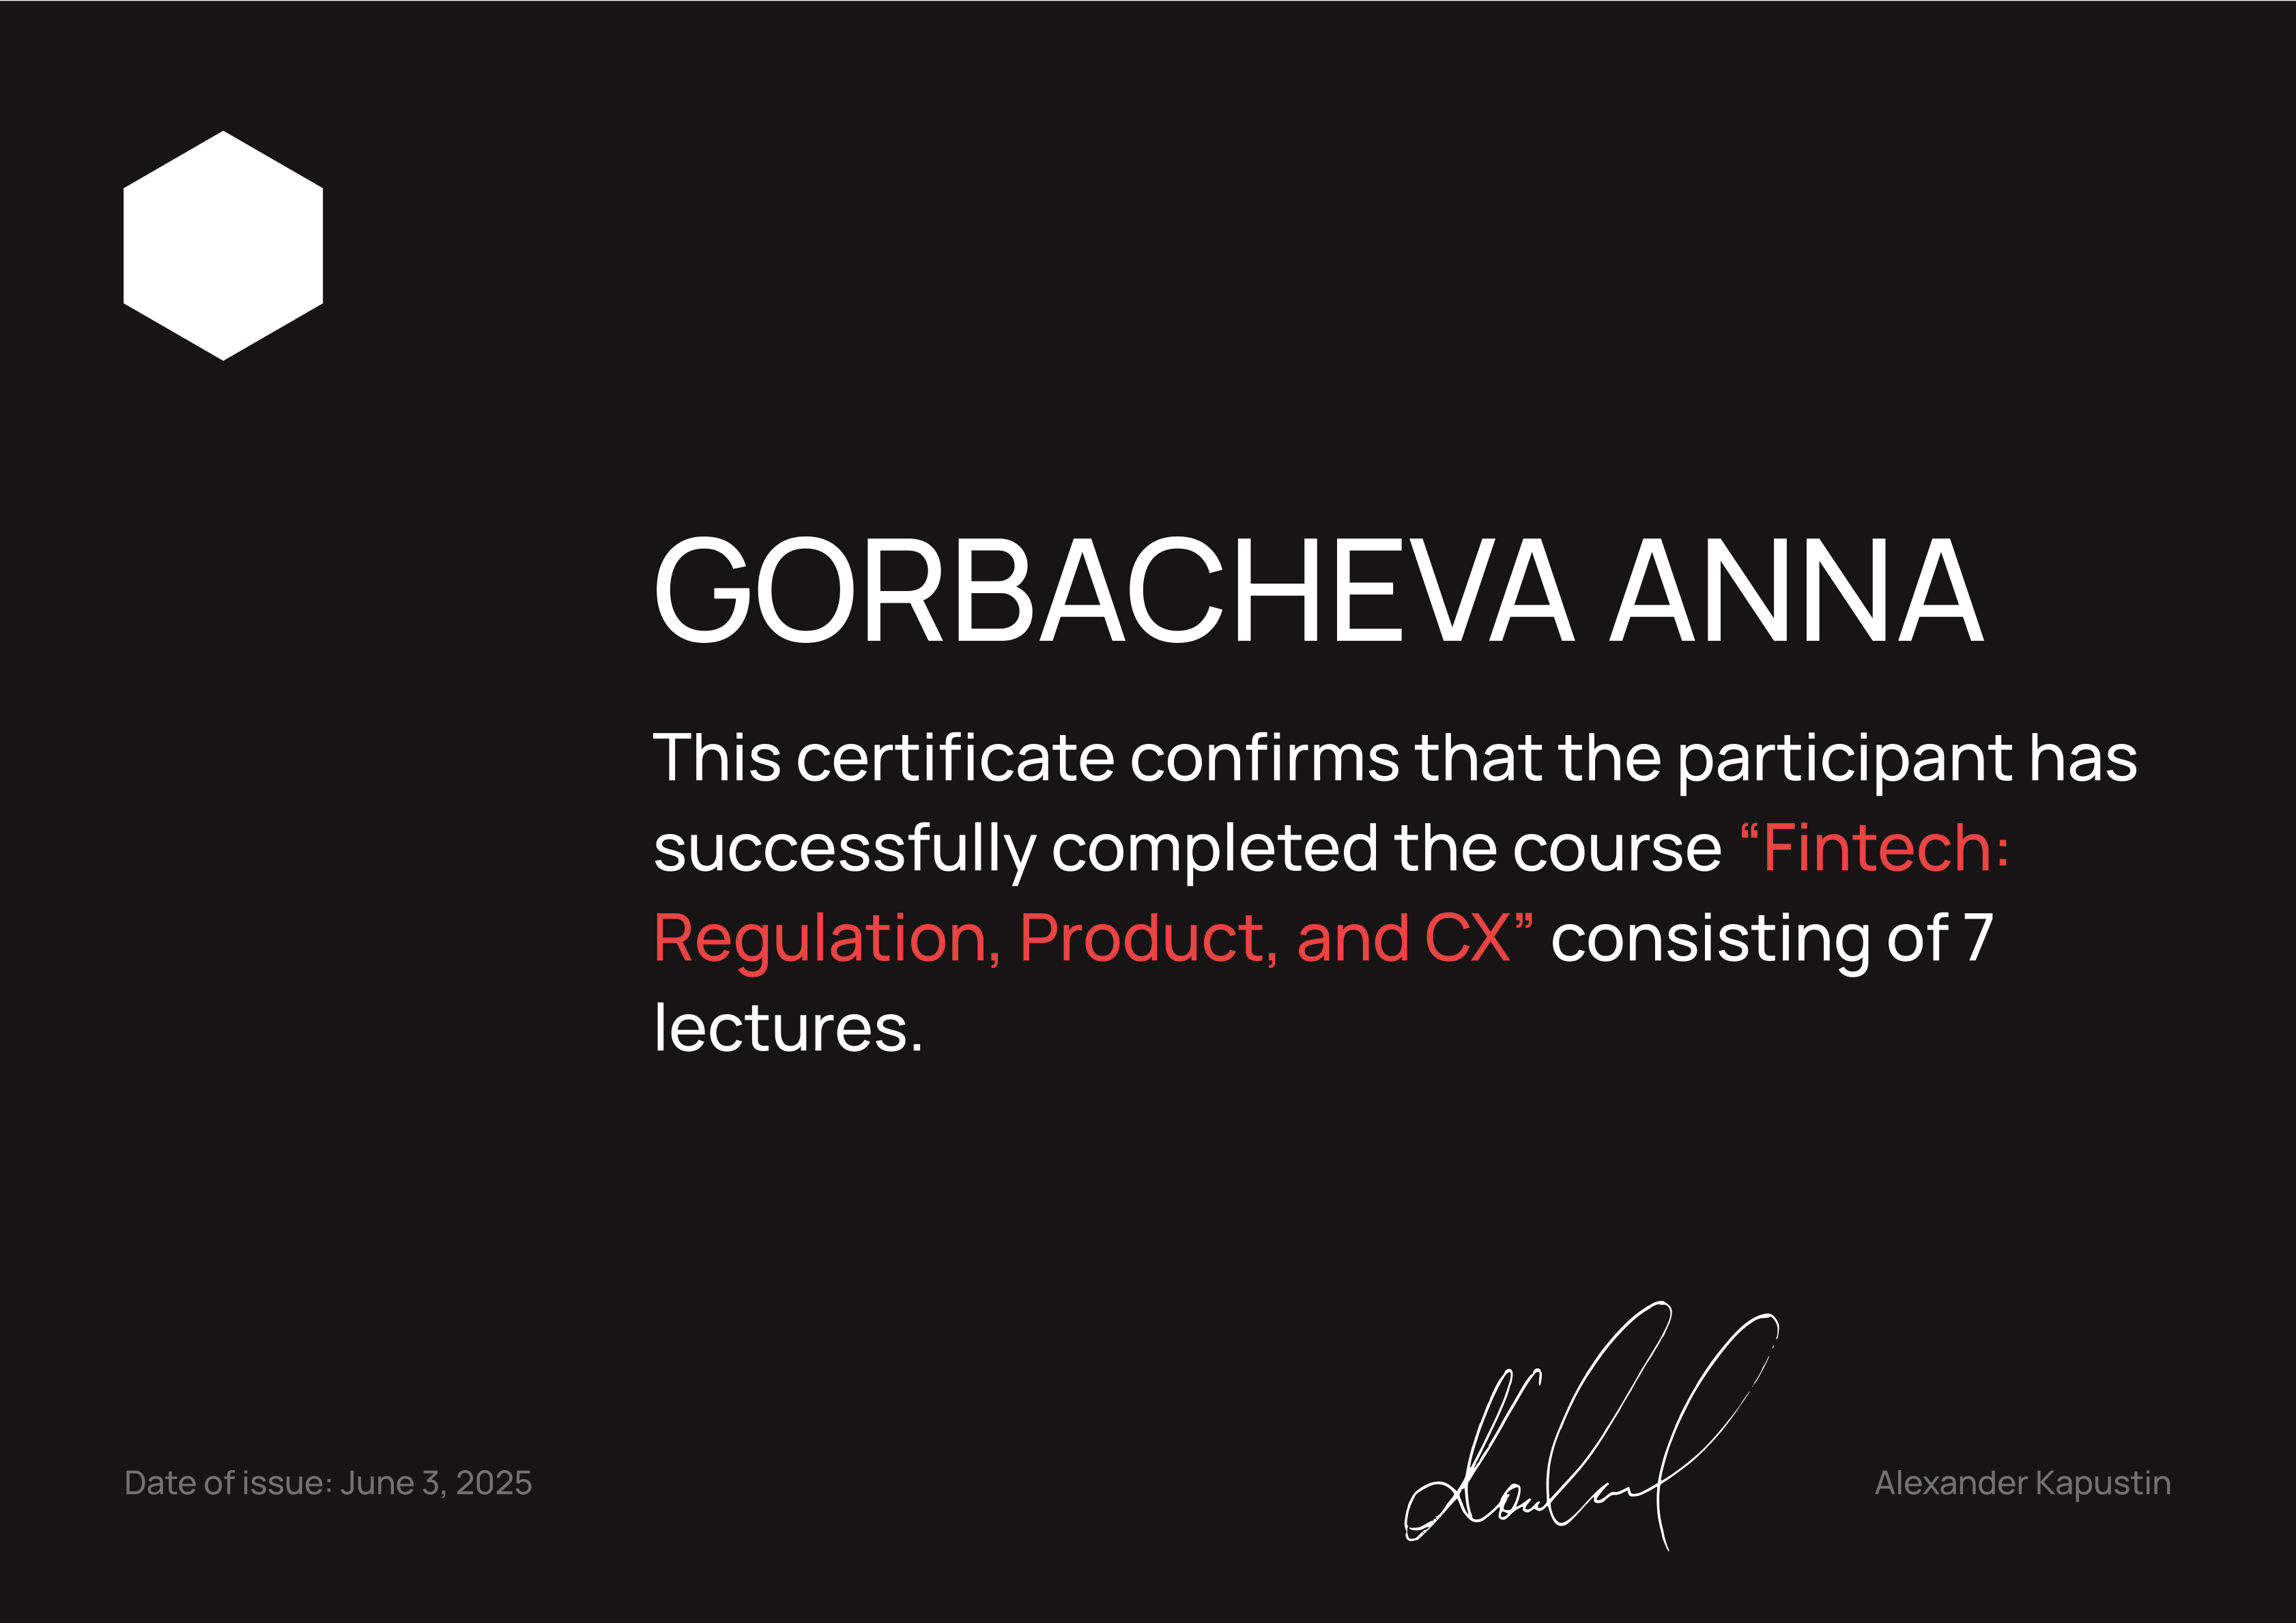 GORBACHEVA ANNA
This certificate confirms that the participant has
successfully completed the course “Fintech:
Regulation, Product, and CX” consisting of 7
lectures.
Date of issue: June 3, 2025
Alexander Kapustin